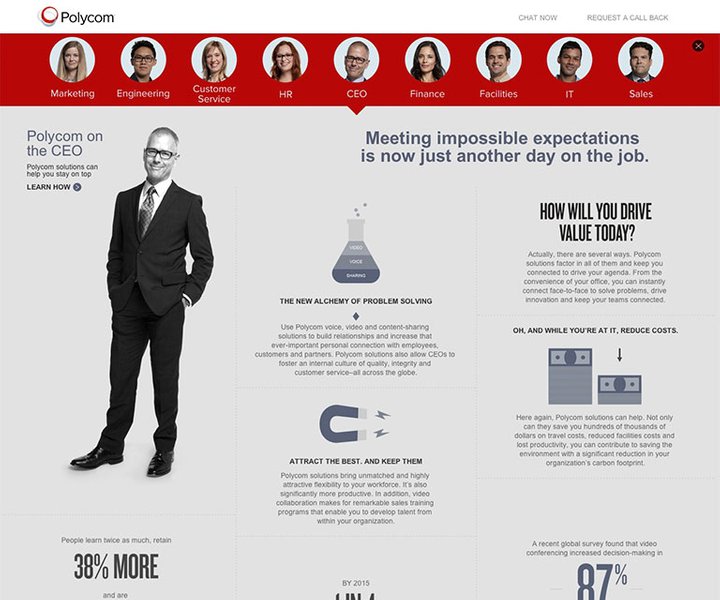 Polycom
CHAT NOW
REQUEST A CALL BACK
Marketing
Engineering
Customer
Service
HR
CEO
Finance
Facilities
IT
Sales
Polycom on
the CEO
Polycom solutions can
help you stay on top
LEARN HOW
Meeting impossible expectations
is now just another day on the job.
VIDEO
VOICE
SHARING
THE NEW ALCHEMY OF PROBLEM SOLVING
Use Polycom voice, video and content-sharing
solutions to build relationships and increase that
ever-important personal connection with employees,
customers and partners. Polycom solutions also allow CEOs to
foster an internal culture of quality, integrity and
customer service–all across the globe.
ATTRACT THE BEST. AND KEEP THEM
Polycom solutions bring unmatched and highly
attractive flexibility to your workforce. It's also
significantly more productive. In addition, video
collaboration makes for remarkable sales training
programs that enable you to develop talent from
within your organization.
BY 2015
HOW WILL YOU DRIVE
VALUE TODAY?
Actually, there are several ways. Polycom
solutions factor in all of them and keep you
connected to drive your agenda. From the
convenience of your office, you can instantly
connect face-to-face to solve problems, drive
innovation and keep your teams connected.
OH, AND WHILE YOU'RE AT IT, REDUCE COSTS.
Here again, Polycom solutions can help. Not only
can they save you hundreds of thousands of
dollars on travel costs, reduced facilities costs and
lost productivity, you can contribute to saving the
environment with a significant reduction in your
organization's carbon footprint.
A recent global survey found that video
conferencing increased decision-making in
87%
People learn twice as much, retain
38% MORE
and are